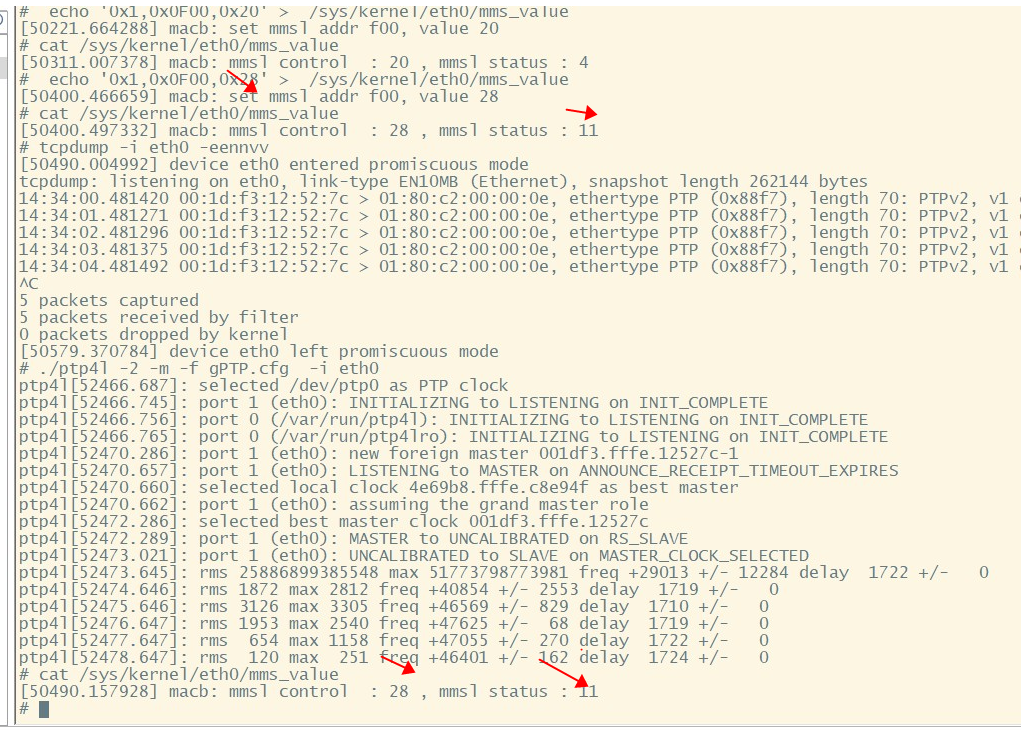 #  echo '0x1,0x0F00,0x20' >  /sys/kernel/eth0/mms_value
[50221.664288] macb: set mmsl addr f00, value 20
# cat /sys/kernel/eth0/mms_value
[50311.007378] macb: mmsl control  : 20 , mmsl status : 4
#  echo '0x1,0x0F00,0x28' >  /sys/kernel/eth0/mms_value
[50400.466659] macb: set mmsl addr f00, value 28
# cat /sys/kernel/eth0/mms_value
[50400.497332] macb: mmsl control  : 28 , mmsl status : 11
# tcpdump -i eth0 -eennvv
[50490.004992] device eth0 entered promiscuous mode
tcpdump: listening on eth0, link-type EN10MB (Ethernet), snapshot length 262144 bytes
14:34:00.481420 00:1d:f3:12:52:7c > 01:80:c2:00:00:0e, ethertype PTP (0x88f7), length 70: PTPv2, v1
14:34:01.481271 00:1d:f3:12:52:7c > 01:80:c2:00:00:0e, ethertype PTP (0x88f7), length 70: PTPv2, v1
14:34:02.481296 00:1d:f3:12:52:7c > 01:80:c2:00:00:0e, ethertype PTP (0x88f7), length 70: PTPv2, v1
14:34:03.481375 00:1d:f3:12:52:7c > 01:80:c2:00:00:0e, ethertype PTP (0x88f7), length 70: PTPv2, v1
14:34:04.481492 00:1d:f3:12:52:7c > 01:80:c2:00:00:0e, ethertype PTP (0x88f7), length 70: PTPv2, v1
^C
5 packets captured
5 packets received by filter
0 packets dropped by kernel
[50579.370784] device eth0 left promiscuous mode
# ./ptp4l -2 -m -f gPTP.cfg  -i eth0
ptp4l[52466.687]: selected /dev/ptp0 as PTP clock
ptp4l[52466.745]: port 1 (eth0): INITIALIZING to LISTENING on INIT_COMPLETE
ptp4l[52466.756]: port 0 (/var/run/ptp4l): INITIALIZING to LISTENING on INIT_COMPLETE
ptp4l[52466.765]: port 0 (/var/run/ptp4lro): INITIALIZING to LISTENING on INIT_COMPLETE
ptp4l[52470.286]: port 1 (eth0): new foreign master 001df3.fffe.12527c-1
ptp4l[52470.657]: port 1 (eth0): LISTENING to MASTER on ANNOUNCE_RECEIPT_TIMEOUT_EXPIRES
ptp4l[52470.660]: selected local clock 4e69b8.fffe.c8e94f as best master
ptp4l[52470.662]: port 1 (eth0): assuming the grand master role
ptp4l[52472.286]: selected best master clock 001df3.fffe.12527c
ptp4l[52472.289]: port 1 (eth0): MASTER to UNCALIBRATED on RS_SLAVE
ptp4l[52473.021]: port 1 (eth0): UNCALIBRATED to SLAVE on MASTER_CLOCK_SELECTED
ptp4l[52473.645]: rms 25886899385548 max 51773798773981 freq +29013 +/- 12284 delay  1722 +/-   0
ptp4l[52474.646]: rms 1872 max 2812 freq +40854 +/- 2553 delay  1719 +/-   0
ptp4l[52475.646]: rms 3126 max 3305 freq +46569 +/- 829 delay  1710 +/-   0
ptp4l[52476.647]: rms 1953 max 2540 freq +47625 +/-  68 delay  1719 +/-   0
ptp4l[52477.647]: rms  654 max 1158 freq +47055 +/- 270 delay  1722 +/-   0
ptp4l[52478.647]: rms  120 max  251 freq +46401 +/- 162 delay  1724 +/-   0
# cat /sys/kernel/eth0/mms_value
[50490.157928] macb: mmsl control  : 28 , mmsl status : 11
#